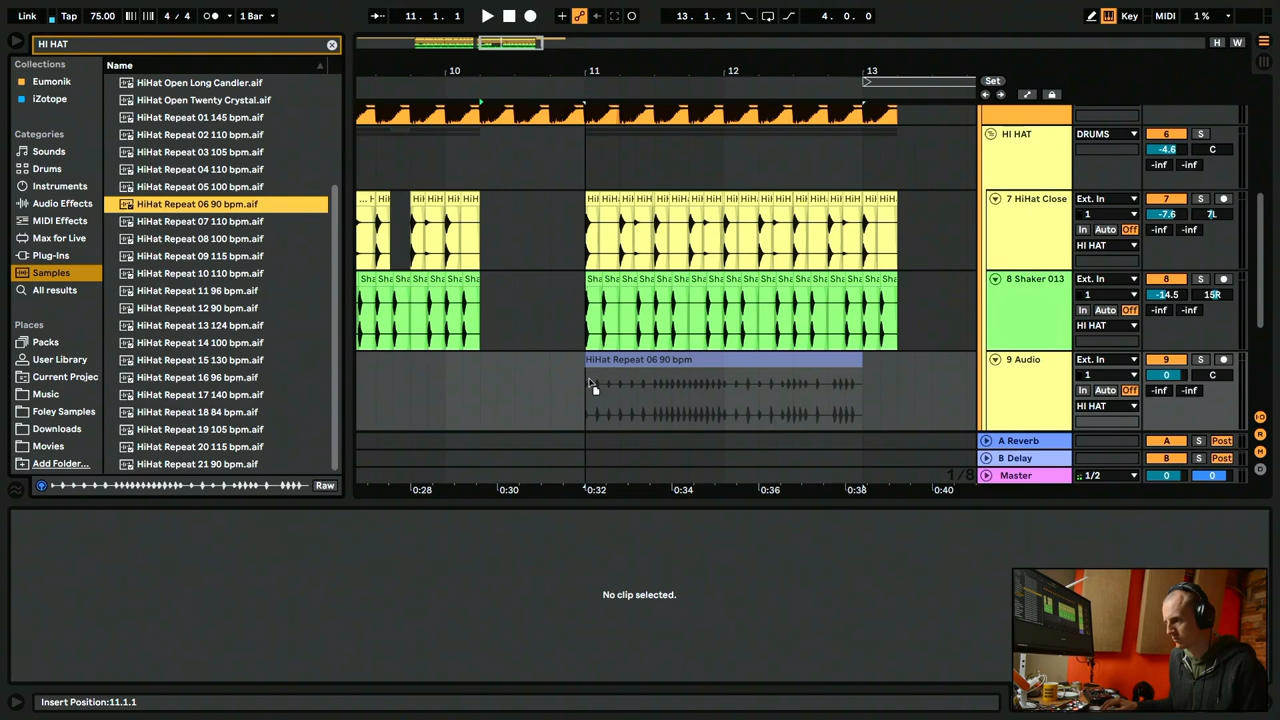 Link Tap 75.00 4 / 4 1 Bar 11. 1. 1 13. 1. 1 4. 0. 0 Key MIDI 1 %
HI HAT
H W
Collections
Eumonik
iZotope
Categories
Sounds
Drums
Instruments
Audio Effects
MIDI Effects
Max for Live
Plug-Ins
Samples
All results
Places
Packs
User Library
Current Projec
Music
Foley Samples
Downloads
Movies
Add Folder...
Name
HiHat Open Long Candler.aif
HiHat Open Twenty Crystal.aif
HiHat Repeat 01 145 bpm.aif
HiHat Repeat 02 110 bpm.aif
HiHat Repeat 03 105 bpm.aif
HiHat Repeat 04 110 bpm.aif
HiHat Repeat 05 100 bpm.aif
HiHat Repeat 06 90 bpm.aif
HiHat Repeat 07 110 bpm.aif
HiHat Repeat 08 100 bpm.aif
HiHat Repeat 09 115 bpm.aif
HiHat Repeat 10 110 bpm.aif
HiHat Repeat 11 96 bpm.aif
HiHat Repeat 12 90 bpm.aif
HiHat Repeat 13 124 bpm.aif
HiHat Repeat 14 100 bpm.aif
HiHat Repeat 15 130 bpm.aif
HiHat Repeat 16 96 bpm.aif
HiHat Repeat 17 140 bpm.aif
HiHat Repeat 18 84 bpm.aif
HiHat Repeat 19 105 bpm.aif
HiHat Repeat 20 115 bpm.aif
HiHat Repeat 21 90 bpm.aif
Raw
10 11 12 13
Set
HI HAT DRUMS 6 S
-4.6 C
-inf -inf
7 HiHat Close Ext. In 7 S
1 -7.6 7L
In Auto Off -inf -inf
HI HAT
8 Shaker 013 Ext. In 8 S
1 -14.5 15R
In Auto Off -inf -inf
HI HAT
HiHat Repeat 06 90 bpm
9 Audio Ext. In 9 S
1 0 C
In Auto Off -inf -inf
HI HAT
A Reverb A S Post
B Delay B S Post
1/8 Master 1/2 0 0
0:28 0:30 0:32 0:34 0:36 0:38 0:40
No clip selected.
Insert Position:11.1.1